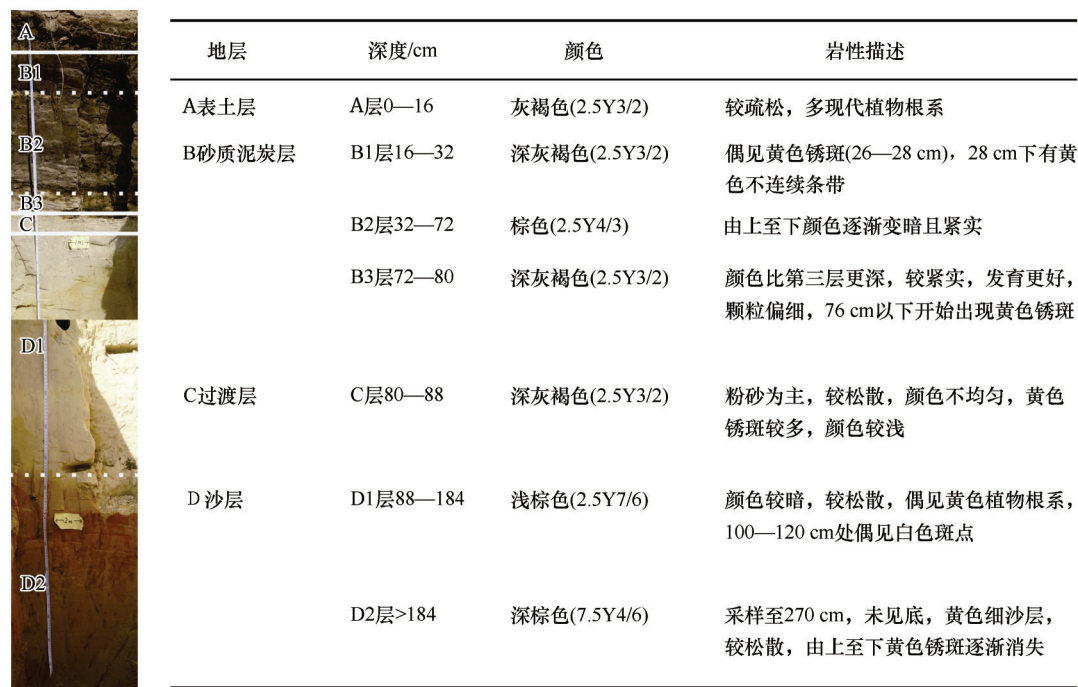 A
B1
B2
B3
C
D1
D2
地层 深度/cm 颜色 岩性描述
A表土层 A层0—16 灰褐色(2.5Y3/2) 较疏松，多现代植物根系
B砂质泥炭层 B1层16—32 深灰褐色(2.5Y3/2) 偶见黄色锈斑(26—28 cm)，28 cm下有黄
色不连续条带
B2层32—72 棕色(2.5Y4/3) 由上至下颜色逐渐变暗且紧实
B3层72—80 深灰褐色(2.5Y3/2) 颜色比第三层更深，较紧实，发育更好，
颗粒偏细，76 cm以下开始出现黄色锈斑
C过渡层 C层80—88 深灰褐色(2.5Y3/2) 粉砂为主，较松散，颜色不均匀，黄色
锈斑较多，颜色较浅
D沙层 D1层88—184 浅棕色(2.5Y7/6) 颜色较暗，较松散，偶见黄色植物根系，
100—120 cm处偶见白色斑点
D2层>184 深棕色(7.5Y4/6) 采样至270 cm，未见底，黄色细沙层，
较松散，由上至下黄色锈斑逐渐消失